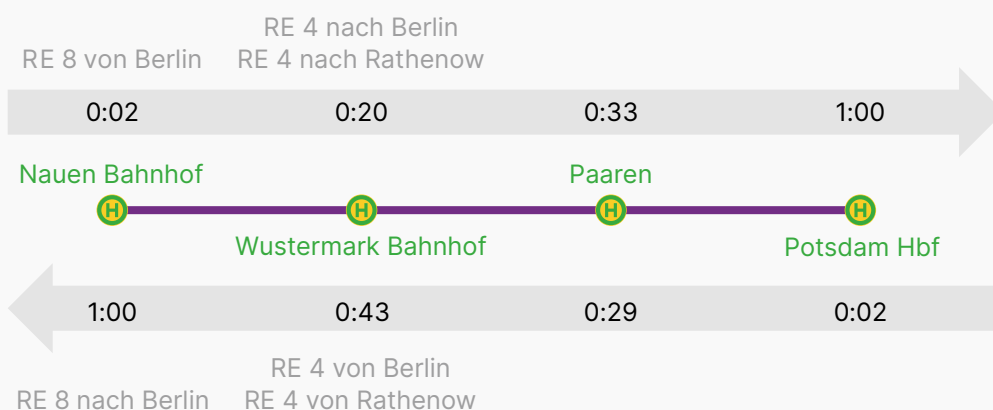 RE 4 nach Berlin
RE 8 von Berlin RE 4 nach Rathenow
0:02 0:20 0:33 1:00
Nauen Bahnhof Paaren
H H H H
Wustermark Bahnhof Potsdam Hbf
1:00 0:43 0:29 0:02
RE 4 von Berlin
RE 8 nach Berlin RE 4 von Rathenow